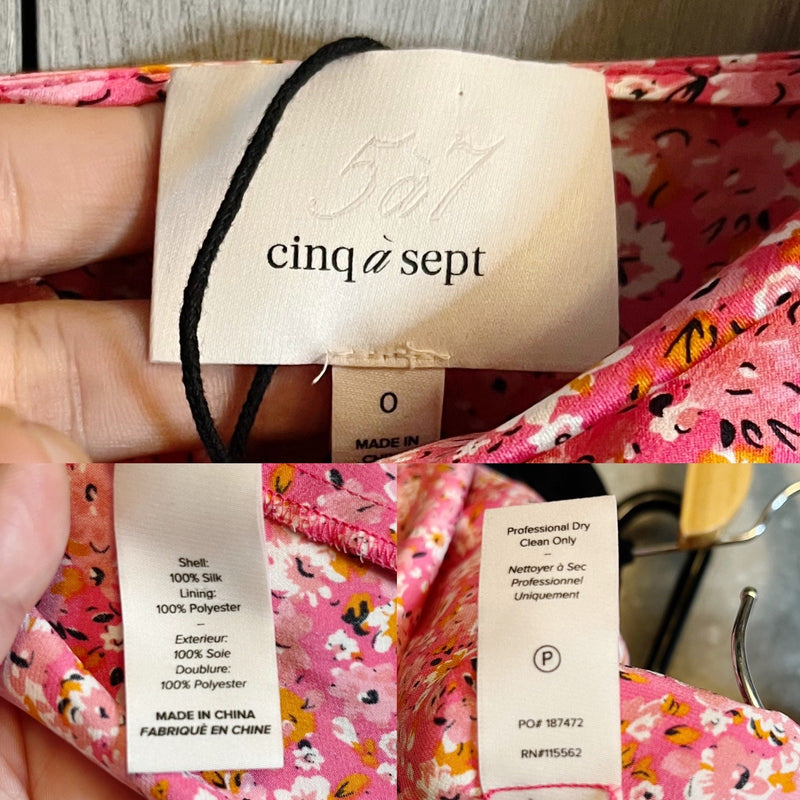 5à7
cinq à sept
0
MADE IN
Shell:
100% Silk
Lining:
100% Polyester
–
Exterieur:
100% Soie
Doublure:
100% Polyester
MADE IN CHINA
FABRIQUÉ EN CHINE
Professional Dry
Clean Only
–
Nettoyer à Sec
Professionnel
Uniquement
P
PO# 187472
RN#115562